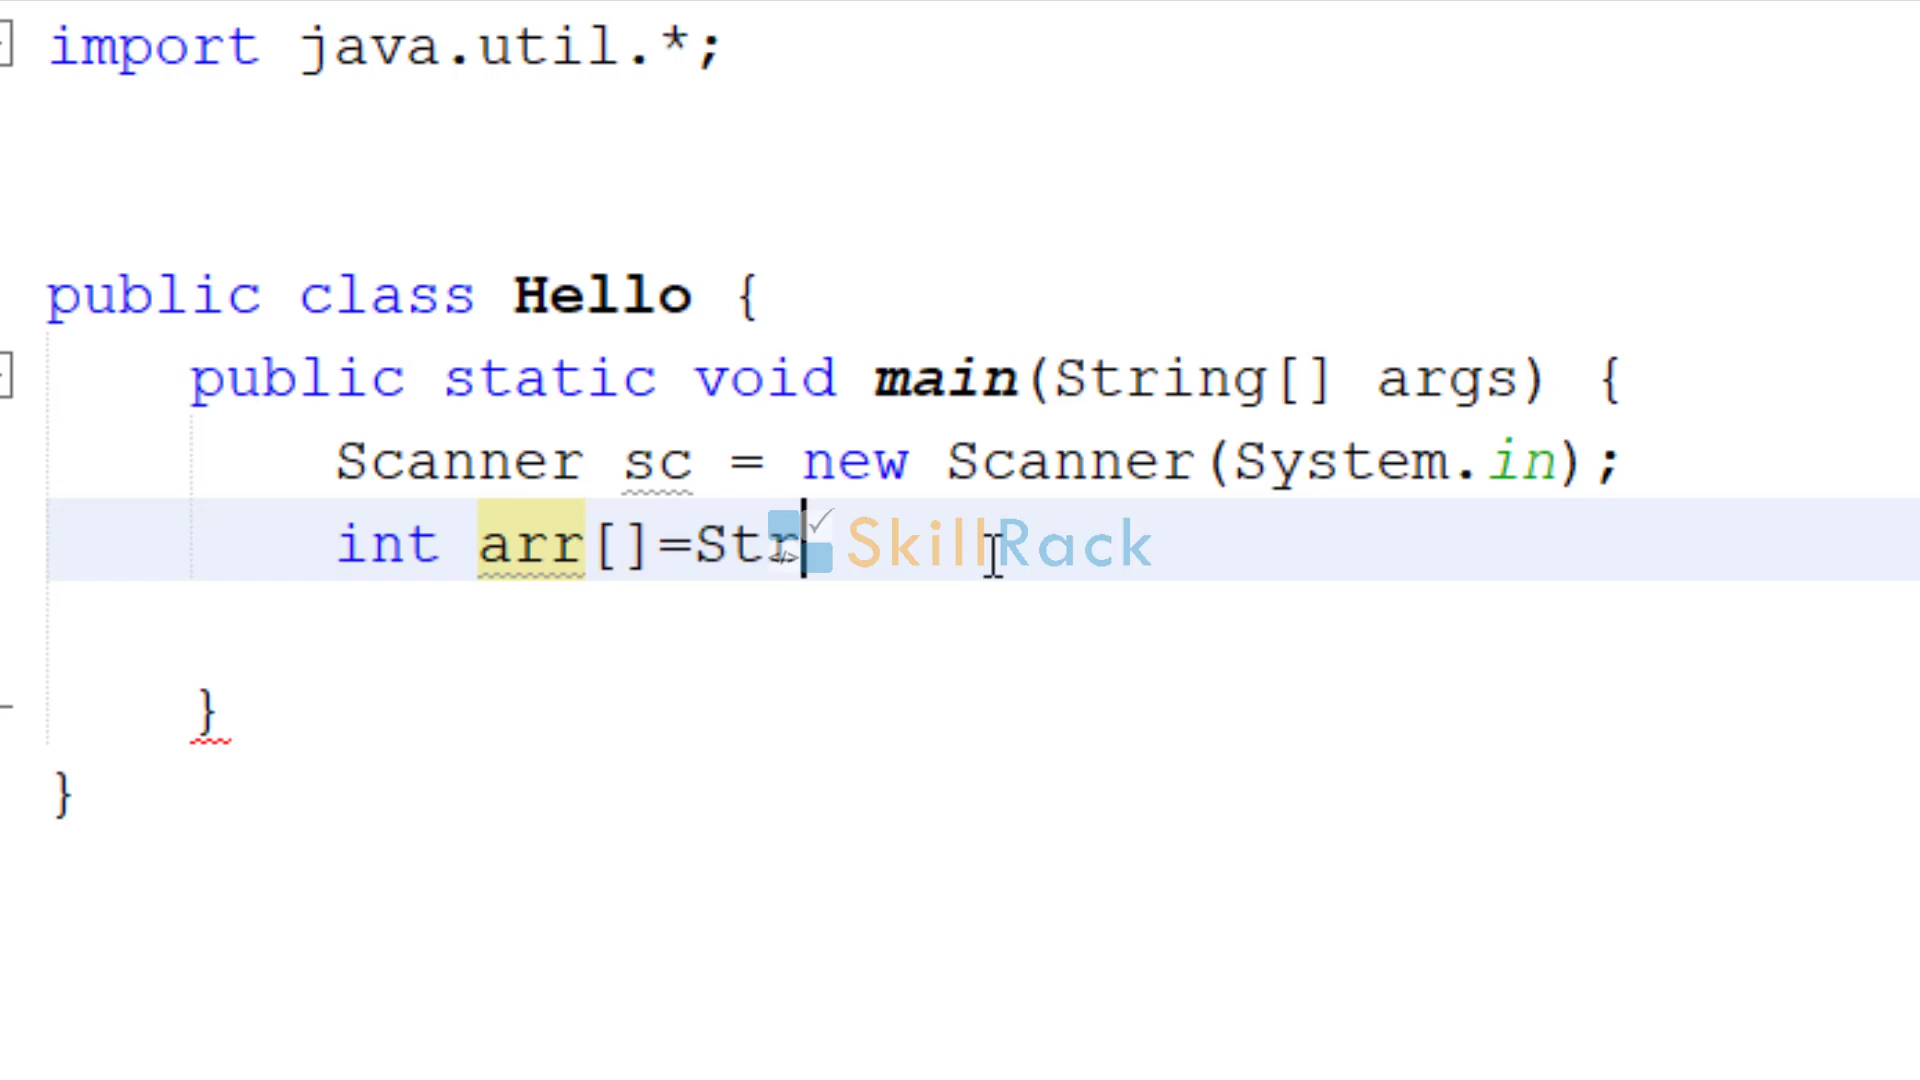 import java.util.*;
public class Hello {
public static void main(String[] args) {
Scanner sc = new Scanner(System.in);
int arr[]=Str
SkillRack
}
}